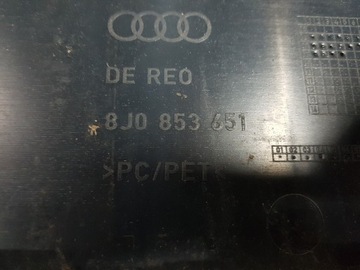 DE REO
8J0 853 651
>PC/PET<